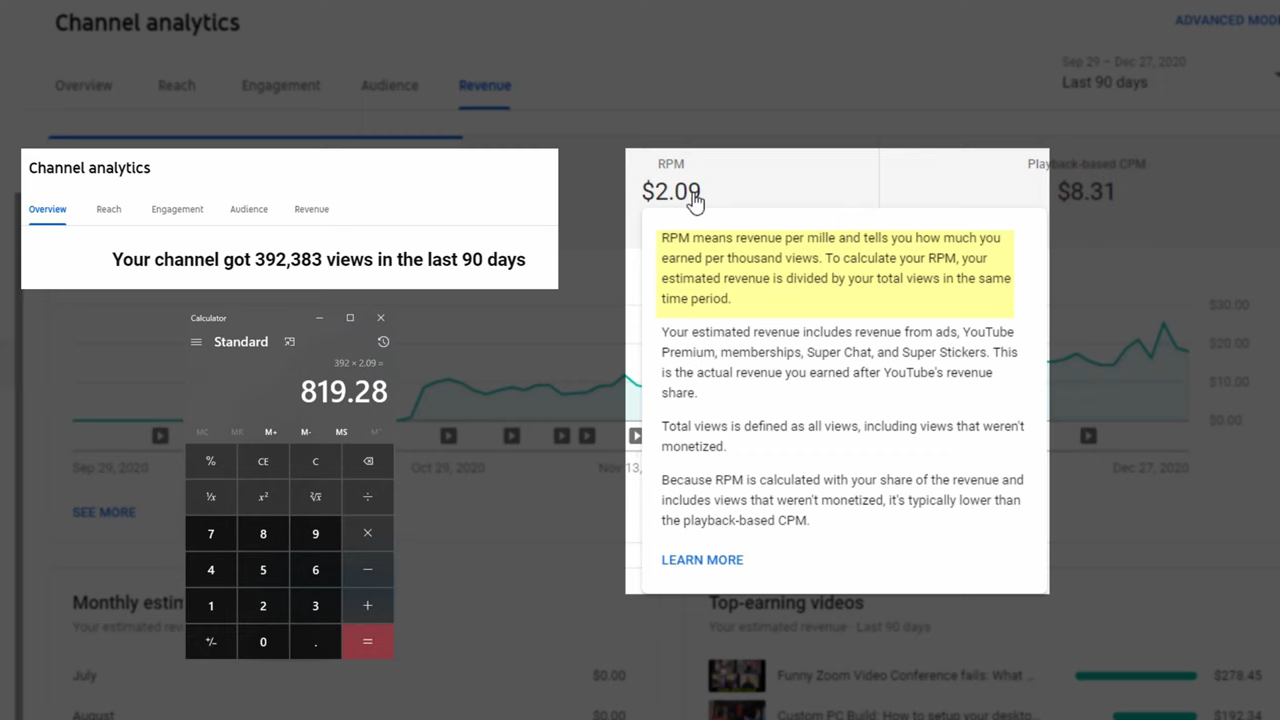 Channel analytics
ADVANCED MOD
Overview Reach Engagement Audience Revenue
Sep 29 – Dec 27, 2020
Last 90 days
Channel analytics
Overview Reach Engagement Audience Revenue
Your channel got 392,383 views in the last 90 days
RPM
$2.09
Playback-based CPM
$8.31
RPM means revenue per mille and tells you how much you
earned per thousand views. To calculate your RPM, your
estimated revenue is divided by your total views in the same
time period.
Your estimated revenue includes revenue from ads, YouTube
Premium, memberships, Super Chat, and Super Stickers. This
is the actual revenue you earned after YouTube's revenue
share.
Total views is defined as all views, including views that weren't
monetized.
Because RPM is calculated with your share of the revenue and
includes views that weren't monetized, it's typically lower than
the playback-based CPM.
LEARN MORE
Calculator
Standard
392 × 2.09 =
819.28
MC MR M+ M- MS M˅
% CE C
⅟x x² ²√x ÷
7 8 9 ×
4 5 6 −
1 2 3 +
+/- 0 . =
$30.00
$20.00
$10.00
$0.00
Sep 29, 2020 Oct 29, 2020 Nov 13, Dec 27, 2020
SEE MORE
Monthly estim
Your estimated reven
July $0.00
August $0.00
Top-earning videos
Your estimated revenue · Last 90 days
Funny Zoom Video Conference fails: What ... $278.45
Custom PC Build: How to setup your deskto... $192.34